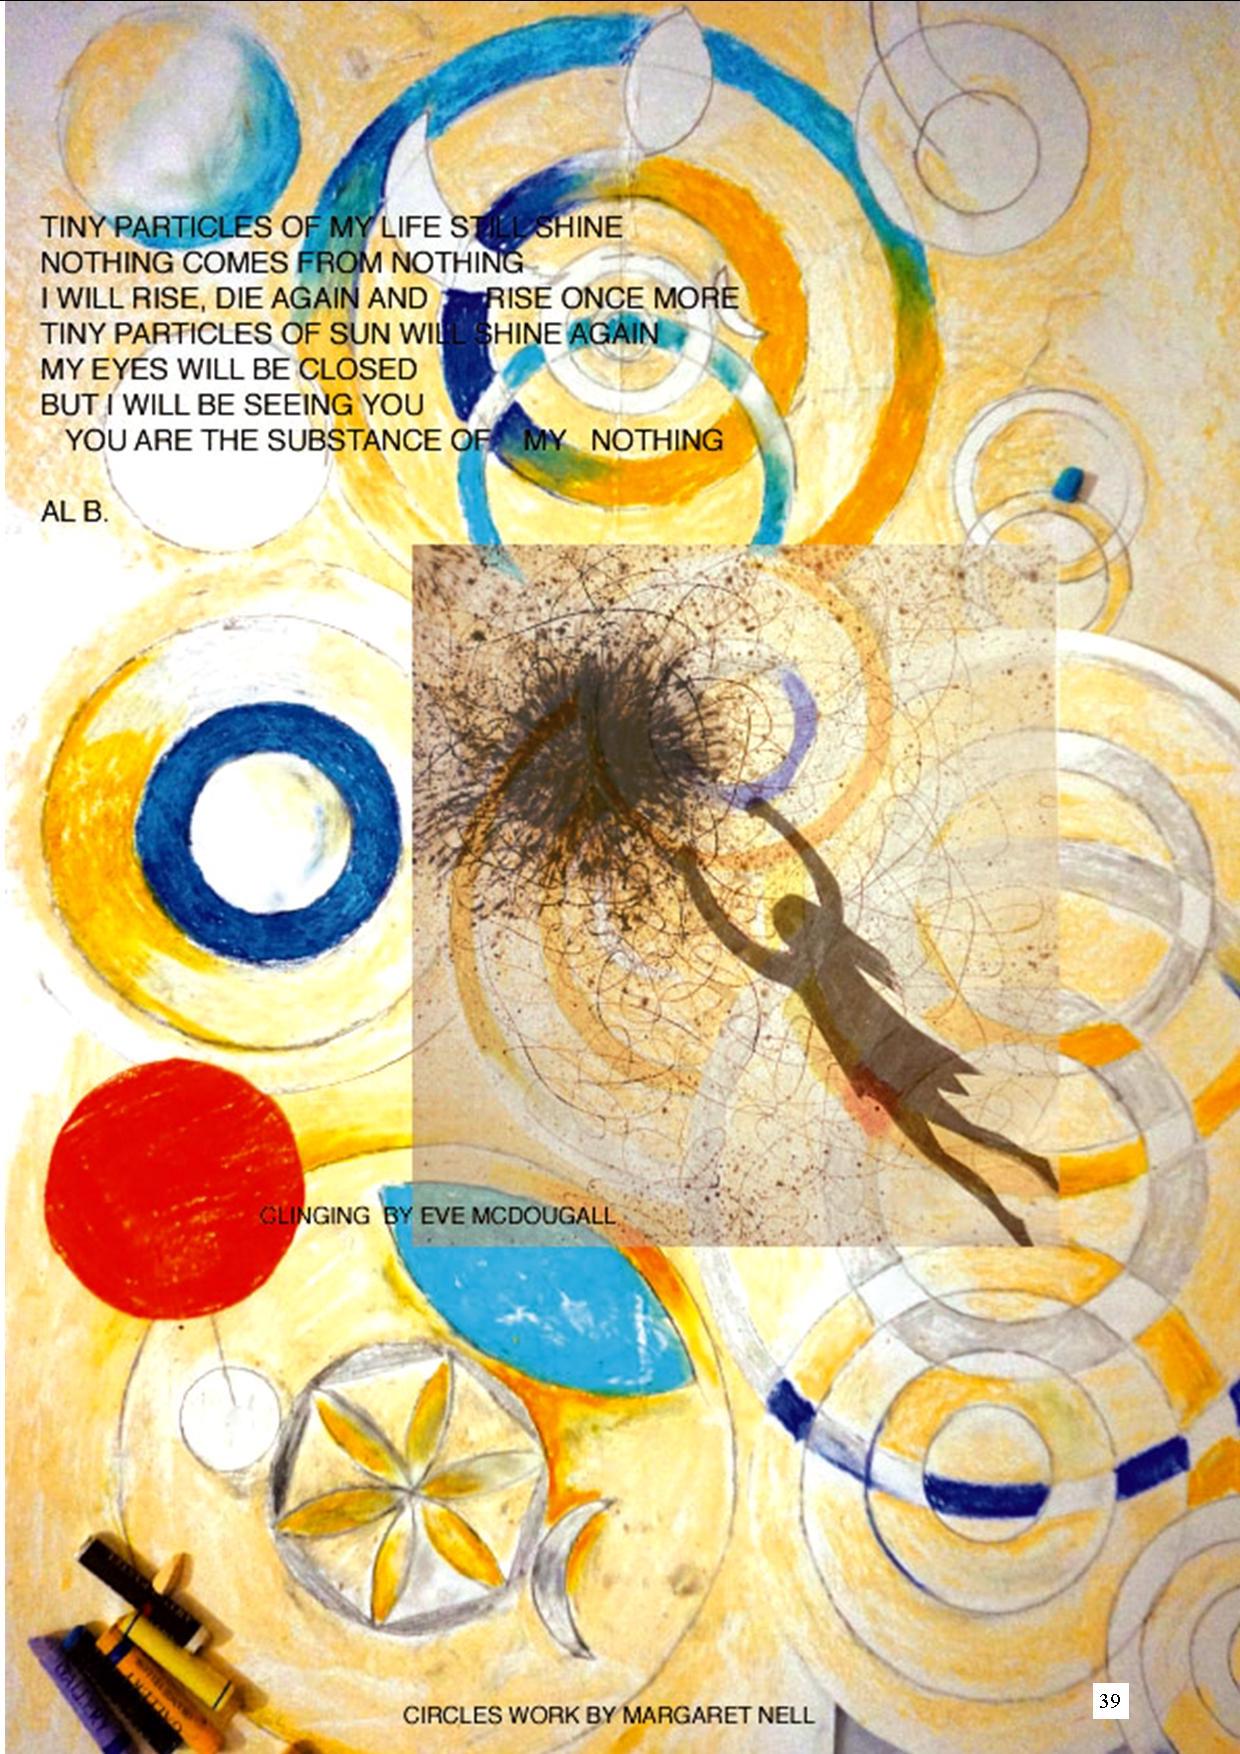 TINY PARTICLES OF MY LIFE STILL SHINE
NOTHING COMES FROM NOTHING
I WILL RISE, DIE AGAIN AND RISE ONCE MORE
TINY PARTICLES OF SUN WILL SHINE AGAIN
MY EYES WILL BE CLOSED
BUT I WILL BE SEEING YOU
YOU ARE THE SUBSTANCE OF MY NOTHING
AL B.
CLINGING BY EVE MCDOUGALL
CIRCLES WORK BY MARGARET NELL
39